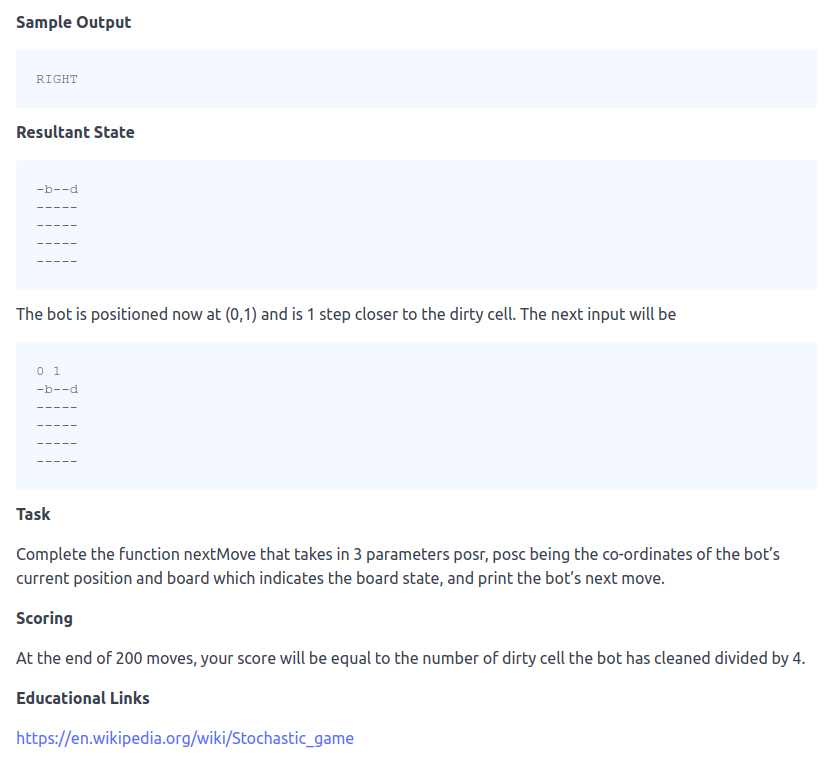 Sample Output
RIGHT
Resultant State
-b--d
-----
-----
-----
-----
The bot is positioned now at (0,1) and is 1 step closer to the dirty cell. The next input will be
0 1
-b--d
-----
-----
-----
-----
Task
Complete the function nextMove that takes in 3 parameters posr, posc being the co-ordinates of the bot’s
current position and board which indicates the board state, and print the bot’s next move.
Scoring
At the end of 200 moves, your score will be equal to the number of dirty cell the bot has cleaned divided by 4.
Educational Links
https://en.wikipedia.org/wiki/Stochastic_game